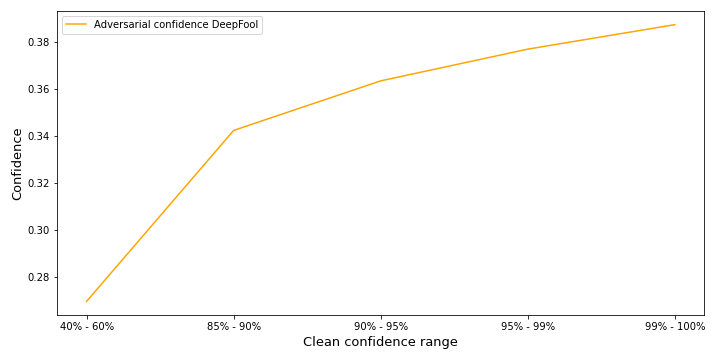 Adversarial confidence DeepFool
0.38
0.36
0.34
0.32
0.30
0.28
Confidence
40% - 60%
85% - 90%
90% - 95%
95% - 99%
99% - 100%
Clean confidence range